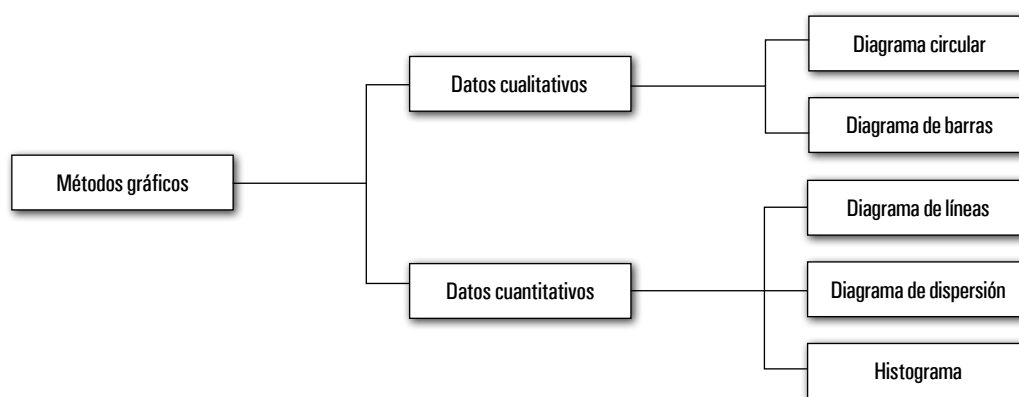 Métodos gráficos
Datos cualitativos
Diagrama circular
Diagrama de barras
Datos cuantitativos
Diagrama de líneas
Diagrama de dispersión
Histograma